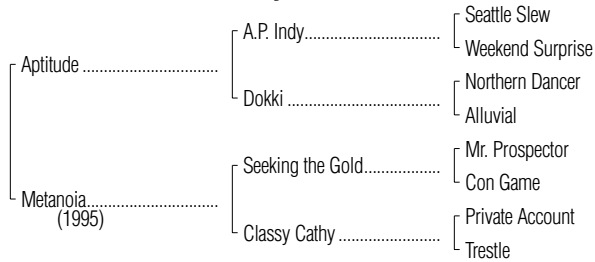 Seattle Slew
A.P. Indy
Weekend Surprise
Aptitude
Northern Dancer
Dokki
Alluvial
Mr. Prospector
Seeking the Gold
Con Game
Metanoia
(1995)
Private Account
Classy Cathy
Trestle